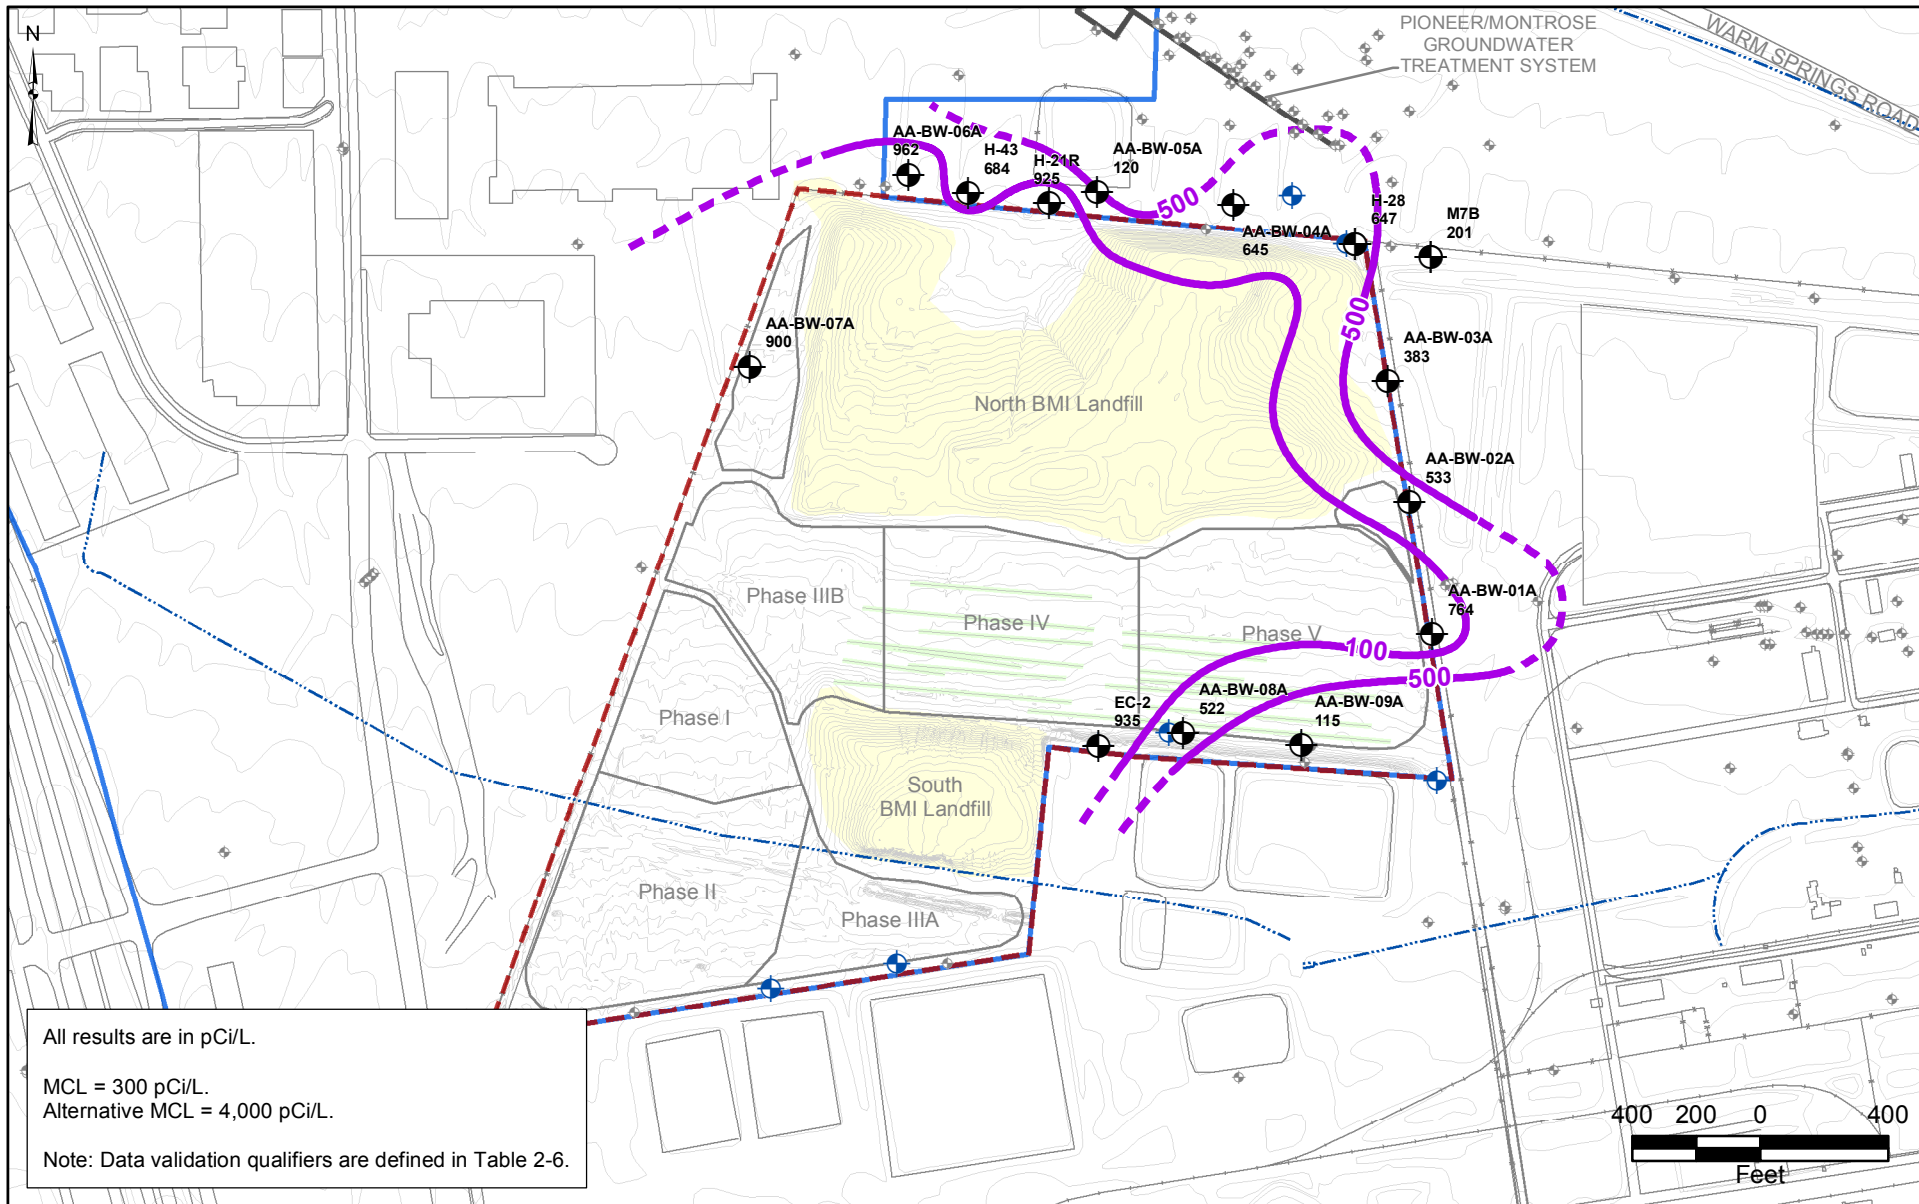 N
PIONEER/MONTROSE
GROUNDWATER
TREATMENT SYSTEM
WARM SPRINGS ROAD
AA-BW-06A
962
H-43
684
H-21R
925
AA-BW-05A
120
500
AA-BW-04A
645
H-28
647
M7B
201
AA-BW-07A
900
500
AA-BW-03A
383
North BMI Landfill
AA-BW-02A
533
Phase IIIB
Phase IV
Phase V
AA-BW-01A
764
100
500
Phase I
EC-2
935
AA-BW-08A
522
AA-BW-09A
115
South
BMI Landfill
Phase II
Phase IIIA
All results are in pCi/L.
MCL = 300 pCi/L.
Alternative MCL = 4,000 pCi/L.
Note: Data validation qualifiers are defined in Table 2-6.
400 200 0 400
Feet